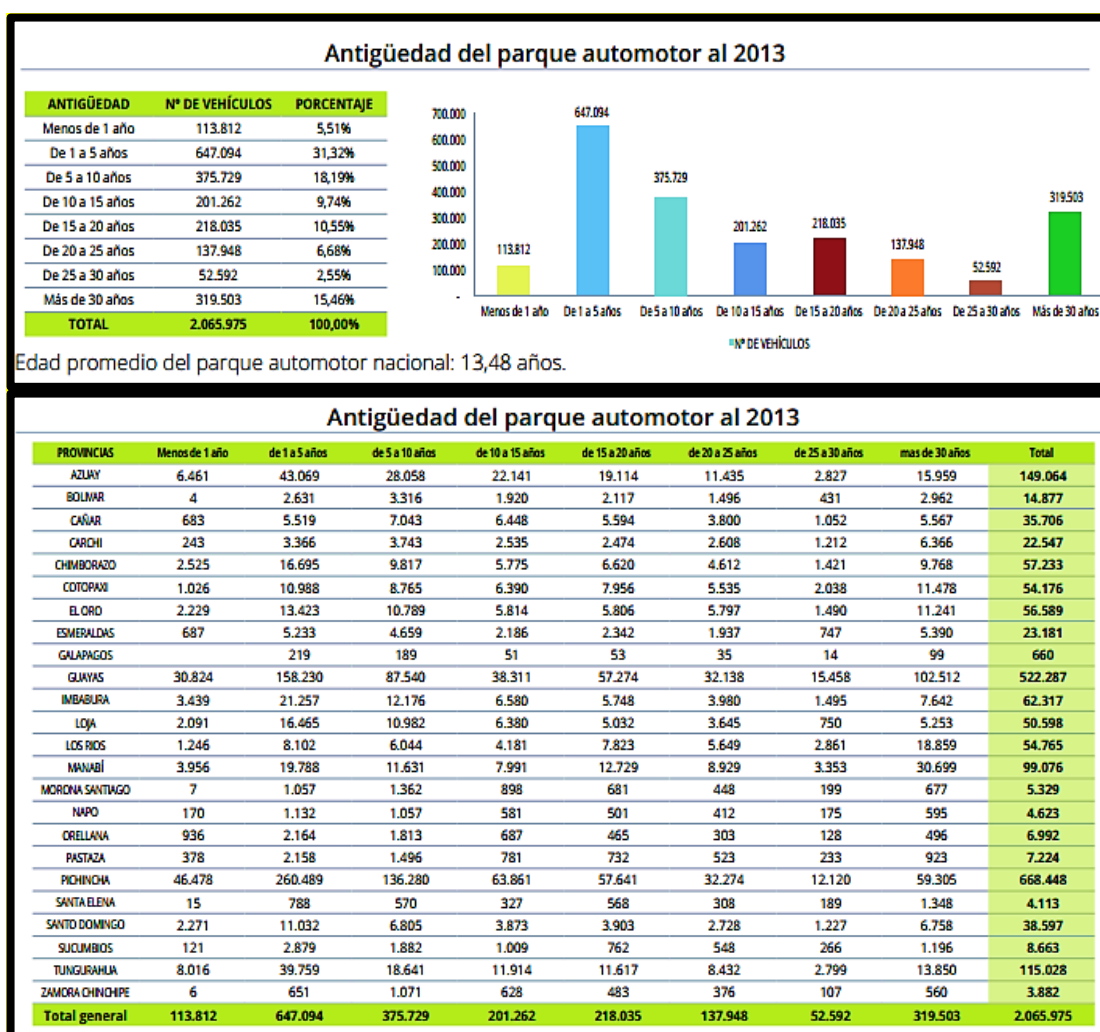 Antigüedad del parque automotor al 2013
ANTIGÜEDAD Nº DE VEHÍCULOS PORCENTAJE
Menos de 1 año 113.812 5,51%
De 1 a 5 años 647.094 31,32%
De 5 a 10 años 375.729 18,19%
De 10 a 15 años 201.262 9,74%
De 15 a 20 años 218.035 10,55%
De 20 a 25 años 137.948 6,68%
De 25 a 30 años 52.592 2,55%
Más de 30 años 319.503 15,46%
TOTAL 2.065.975 100,00%
700.000
600.000
500.000
400.000
300.000
200.000
100.000
-
113.812 647.094 375.729 201.262 218.035 137.948 52.592 319.503
Menos de 1 año De 1 a 5 años De 5 a 10 años De 10 a 15 años De 15 a 20 años De 20 a 25 años De 25 a 30 años Más de 30 años
Nº DE VEHÍCULOS
Edad promedio del parque automotor nacional: 13,48 años.
Antigüedad del parque automotor al 2013
PROVINCIAS Menos de 1 año de 1 a 5 años de 5 a 10 años de 10 a 15 años de 15 a 20 años de 20 a 25 años de 25 a 30 años mas de 30 años Total
AZUAY 6.461 43.069 28.058 22.141 19.114 11.435 2.827 15.959 149.064
BOLIVAR 4 2.631 3.316 1.920 2.117 1.496 431 2.962 14.877
CAÑAR 683 5.519 7.043 6.448 5.594 3.800 1.052 5.567 35.706
CARCHI 243 3.366 3.743 2.535 2.474 2.608 1.212 6.366 22.547
CHIMBORAZO 2.525 16.695 9.817 5.775 6.620 4.612 1.421 9.768 57.233
COTOPAXI 1.026 10.988 8.765 6.390 7.956 5.535 2.038 11.478 54.176
EL ORO 2.229 13.423 10.789 5.814 5.806 5.797 1.490 11.241 56.589
ESMERALDAS 687 5.233 4.659 2.186 2.342 1.937 747 5.390 23.181
GALAPAGOS 219 189 51 53 35 14 99 660
GUAYAS 30.824 158.230 87.540 38.311 57.274 32.138 15.458 102.512 522.287
IMBABURA 3.439 21.257 12.176 6.580 5.748 3.980 1.495 7.642 62.317
LOJA 2.091 16.465 10.982 6.380 5.032 3.645 750 5.253 50.598
LOS RIOS 1.246 8.102 6.044 4.181 7.823 5.649 2.861 18.859 54.765
MANABÍ 3.956 19.788 11.631 7.991 12.729 8.929 3.353 30.699 99.076
MORONA SANTIAGO 7 1.057 1.362 898 681 448 199 677 5.329
NAPO 170 1.132 1.057 581 501 412 175 595 4.623
ORELLANA 936 2.164 1.813 687 465 303 128 496 6.992
PASTAZA 378 2.158 1.496 781 732 523 233 923 7.224
PICHINCHA 46.478 260.489 136.280 63.861 57.641 32.274 12.120 59.305 668.448
SANTA ELENA 15 788 570 327 568 308 189 1.348 4.113
SANTO DOMINGO 2.271 11.032 6.805 3.873 3.903 2.728 1.227 6.758 38.597
SUCUMBIOS 121 2.879 1.882 1.009 762 548 266 1.196 8.663
TUNGURAHUA 8.016 39.759 18.641 11.914 11.617 8.432 2.799 13.850 115.028
ZAMORA CHINCHIPE 6 651 1.071 628 483 376 107 560 3.882
Total general 113.812 647.094 375.729 201.262 218.035 137.948 52.592 319.503 2.065.975